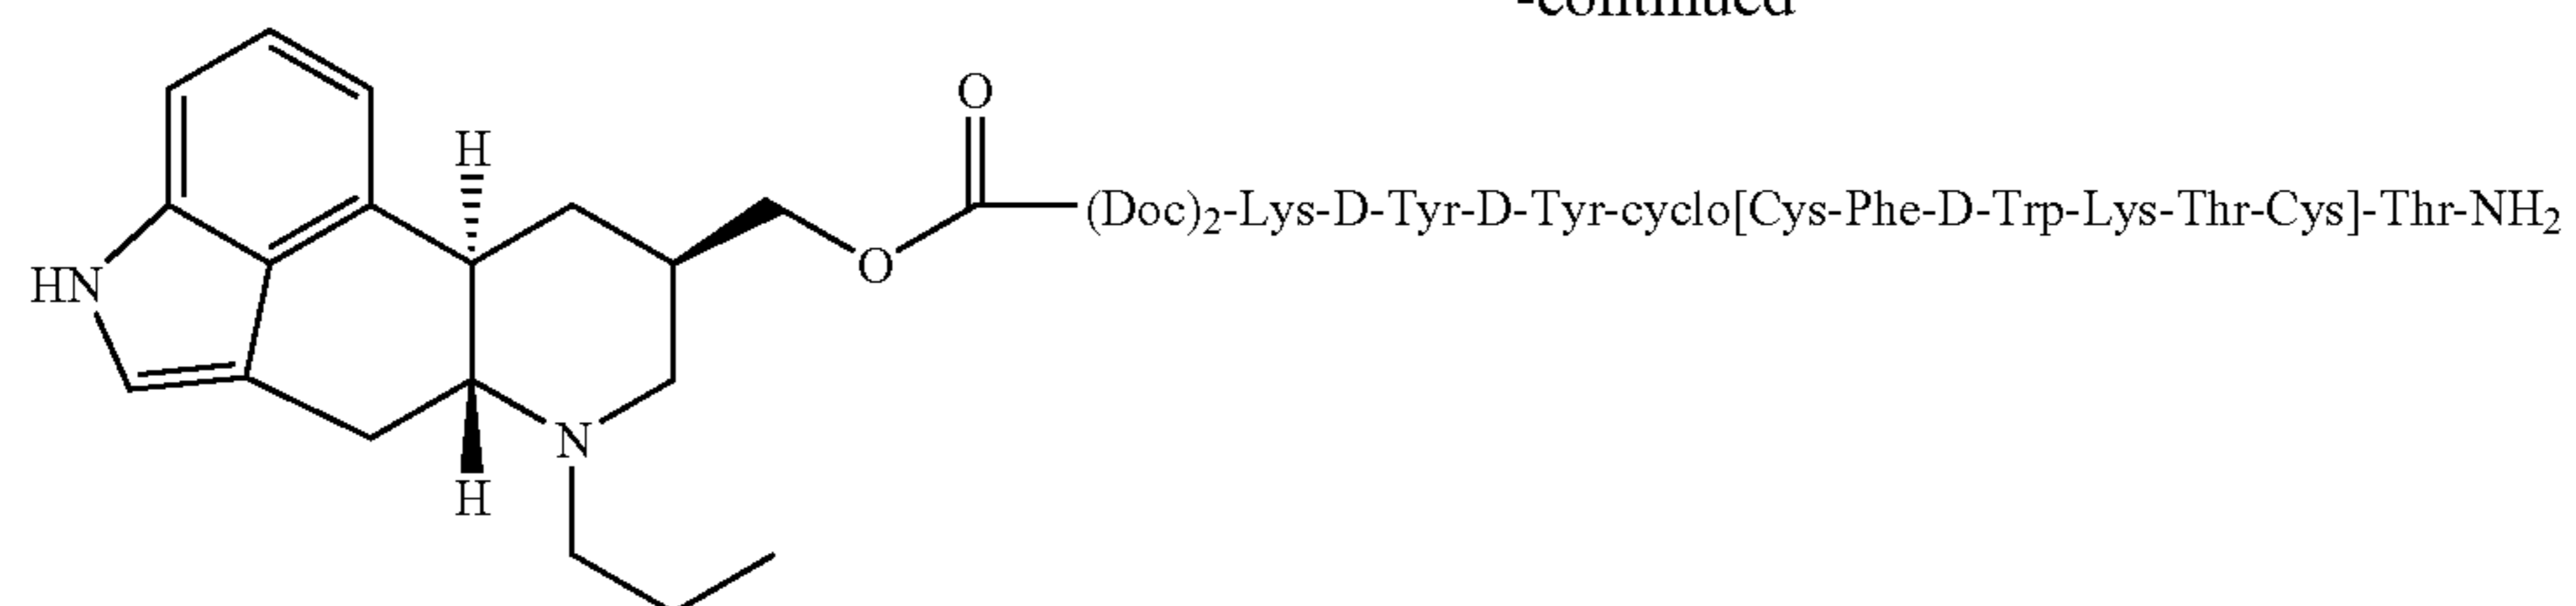 -continued
O
H
(Doc)2-Lys-D-Tyr-D-Tyr-cyclo[Cys-Phe-D-Trp-Lys-Thr-Cys]-Thr-NH2
O
HN
N
H